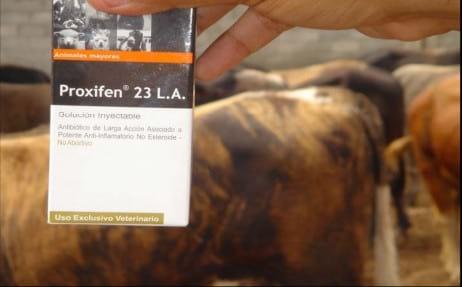 Animales mayores
Proxifen® 23 L.A.
Solución Inyectable
Antibiótico de Larga Acción Asociado a
Potente Anti-Inflamatorio No Esteroide -
No Abortivo
Uso Exclusivo Veterinario